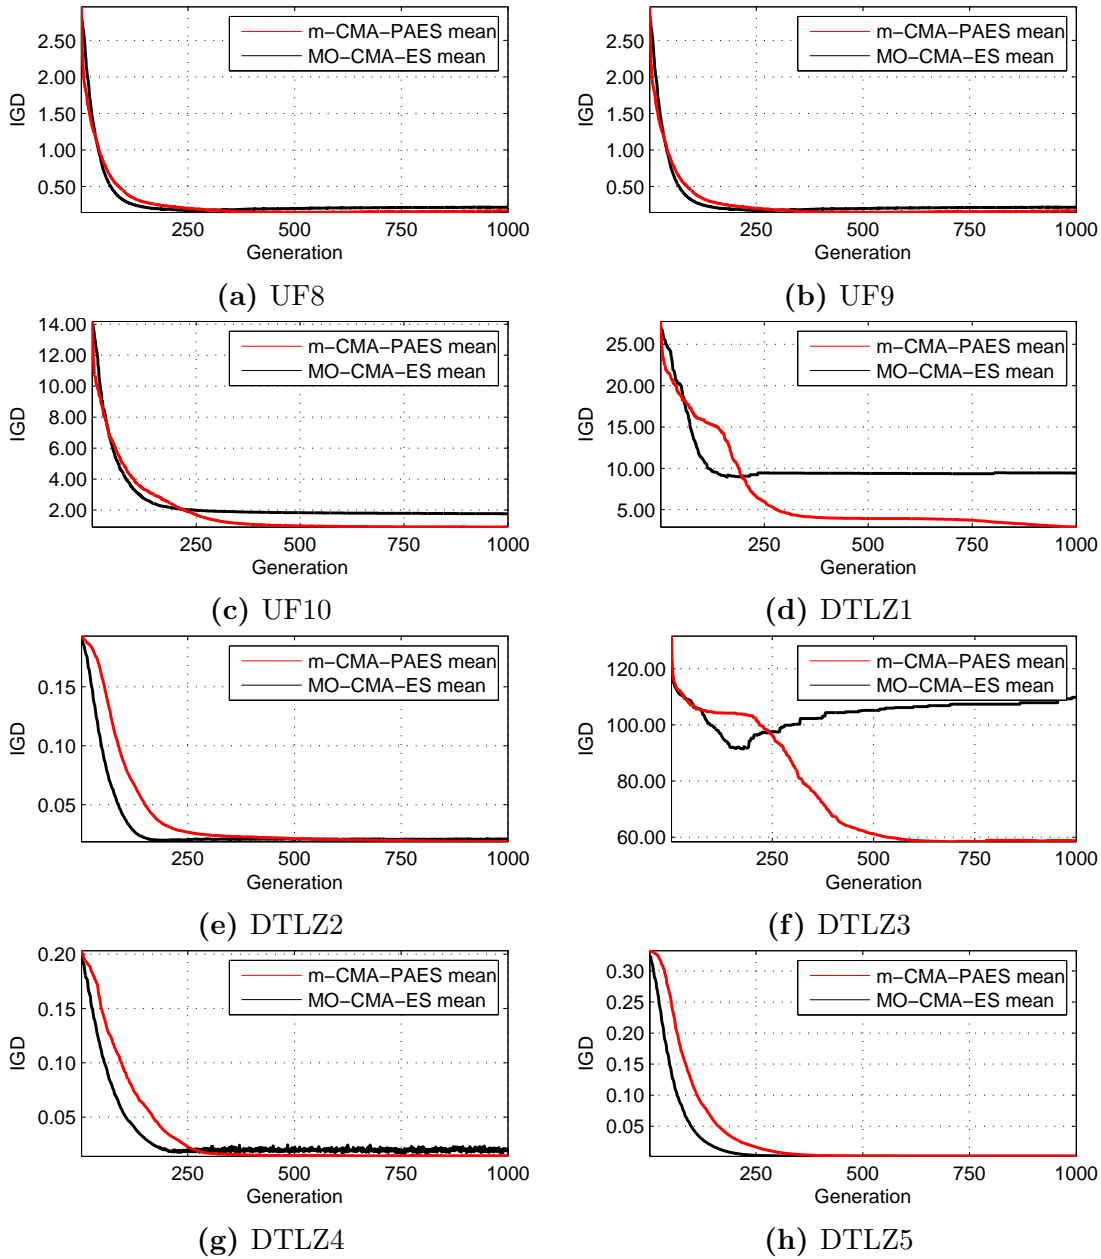 m−CMA−PAES mean
MO−CMA−ES mean
IGD
2.50
2.00
1.50
1.00
0.50
250 500 750 1000
Generation
(a) UF8
m−CMA−PAES mean
MO−CMA−ES mean
IGD
2.50
2.00
1.50
1.00
0.50
250 500 750 1000
Generation
(b) UF9
m−CMA−PAES mean
MO−CMA−ES mean
IGD
14.00
12.00
10.00
8.00
6.00
4.00
2.00
250 500 750 1000
Generation
(c) UF10
m−CMA−PAES mean
MO−CMA−ES mean
IGD
25.00
20.00
15.00
10.00
5.00
250 500 750 1000
Generation
(d) DTLZ1
m−CMA−PAES mean
MO−CMA−ES mean
IGD
0.15
0.10
0.05
250 500 750 1000
Generation
(e) DTLZ2
m−CMA−PAES mean
MO−CMA−ES mean
IGD
120.00
100.00
80.00
60.00
250 500 750 1000
Generation
(f) DTLZ3
m−CMA−PAES mean
MO−CMA−ES mean
IGD
0.20
0.15
0.10
0.05
250 500 750 1000
Generation
(g) DTLZ4
m−CMA−PAES mean
MO−CMA−ES mean
IGD
0.30
0.25
0.20
0.15
0.10
0.05
250 500 750 1000
Generation
(h) DTLZ5